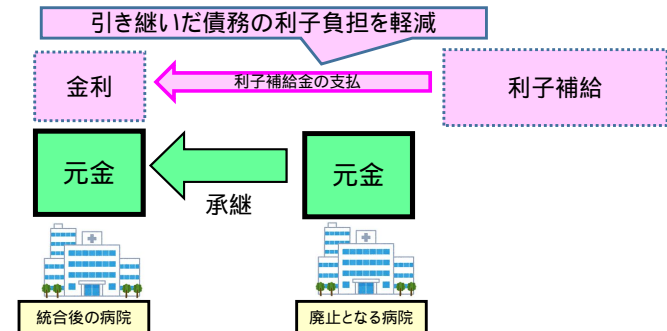 引き継いだ債務の利子負担を軽減
金利
利子補給金の支払
利子補給
元金
承継
元金
統合後の病院
廃止となる病院